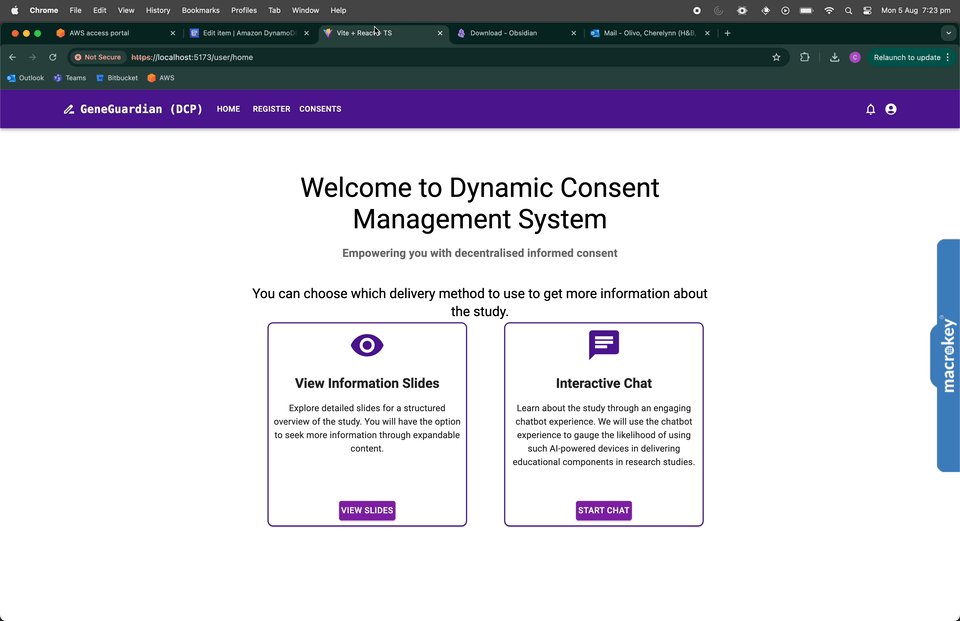 Chrome File Edit View History Bookmarks Profiles Tab Window Help Mon 5 Aug 7:23 pm
AWS access portal Edit item | Amazon DynamoD Vite + React + TS Download - Obsidian Mail - Olivo, Cherelynn (H&B,
Not Secure https://localhost:5173/user/home C Relaunch to update
Outlook Teams Bitbucket AWS
GeneGuardian (DCP) HOME REGISTER CONSENTS
Welcome to Dynamic Consent
Management System
Empowering you with decentralised informed consent
You can choose which delivery method to use to get more information about
the study.
View Information Slides
Explore detailed slides for a structured
overview of the study. You will have the option
to seek more information through expandable
content.
VIEW SLIDES
Interactive Chat
Learn about the study through an engaging
chatbot experience. We will use the chatbot
experience to gauge the likelihood of using
such AI-powered devices in delivering
educational components in research studies.
START CHAT
macrokey